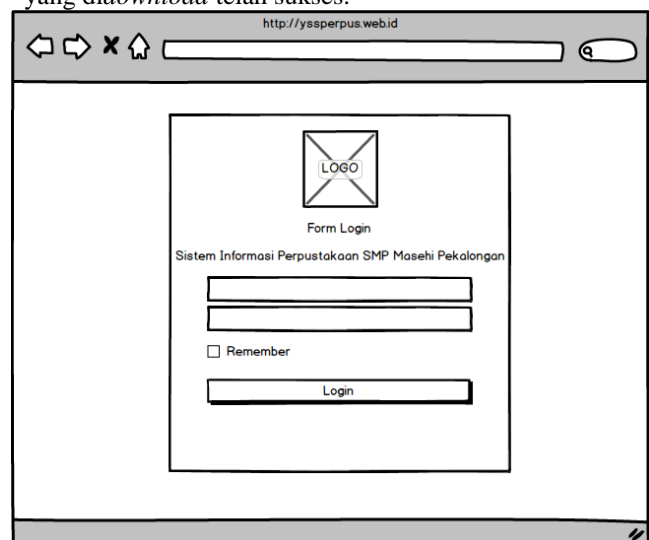 yang didownload telah sukses.
http://yssperpus.web.id
LOGO
Form Login
Sistem Informasi Perpustakaan SMP Masehi Pekalongan
Remember
Login